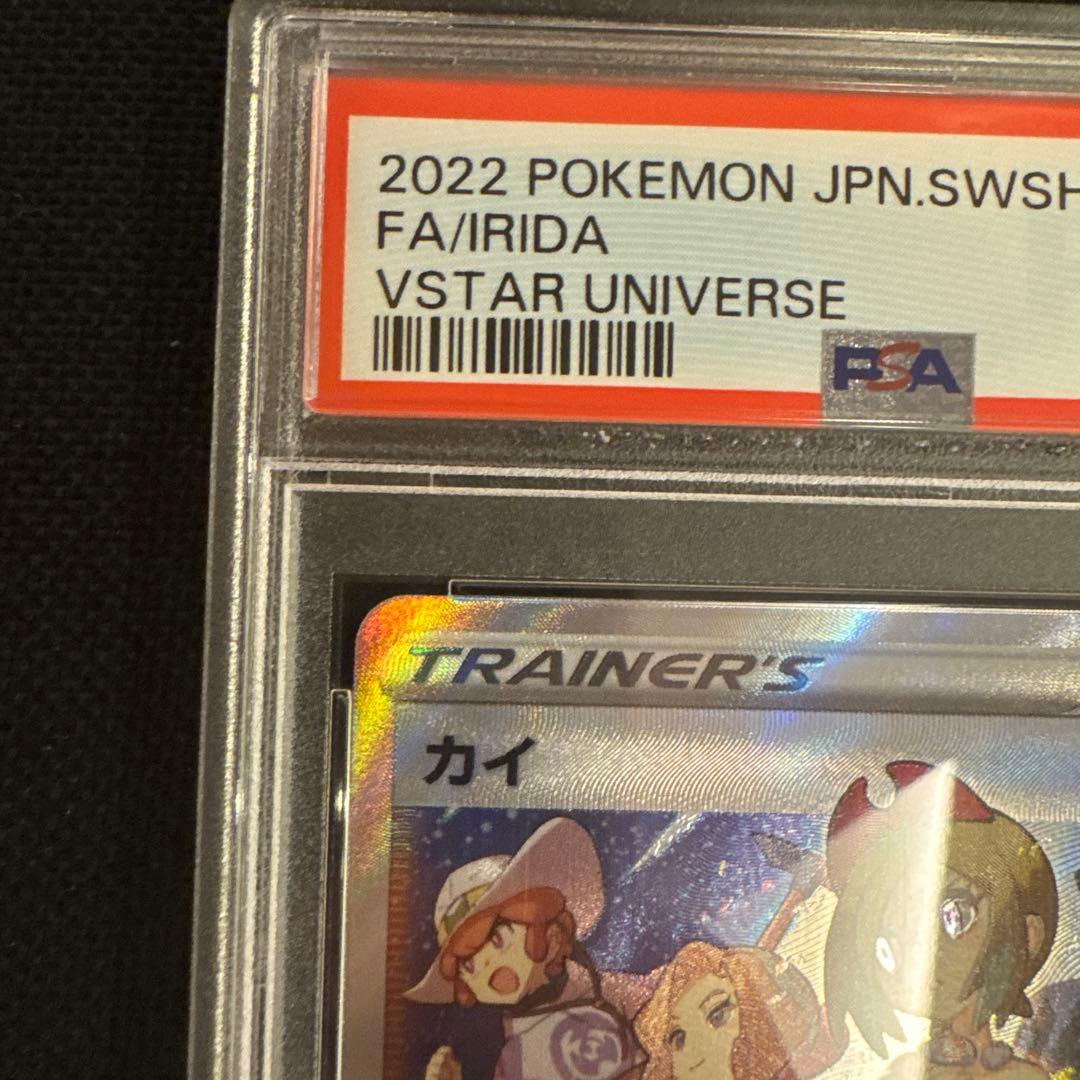 2022 POKEMON JPN.SWSH
FA/IRIDA
VSTAR UNIVERSE
PSA
TRAINER'S
カイ